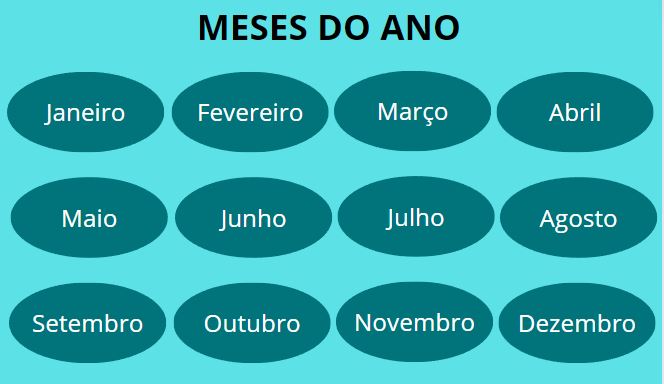 MESES DO ANO
Janeiro Fevereiro Março Abril
Maio Junho Julho Agosto
Setembro Outubro Novembro Dezembro